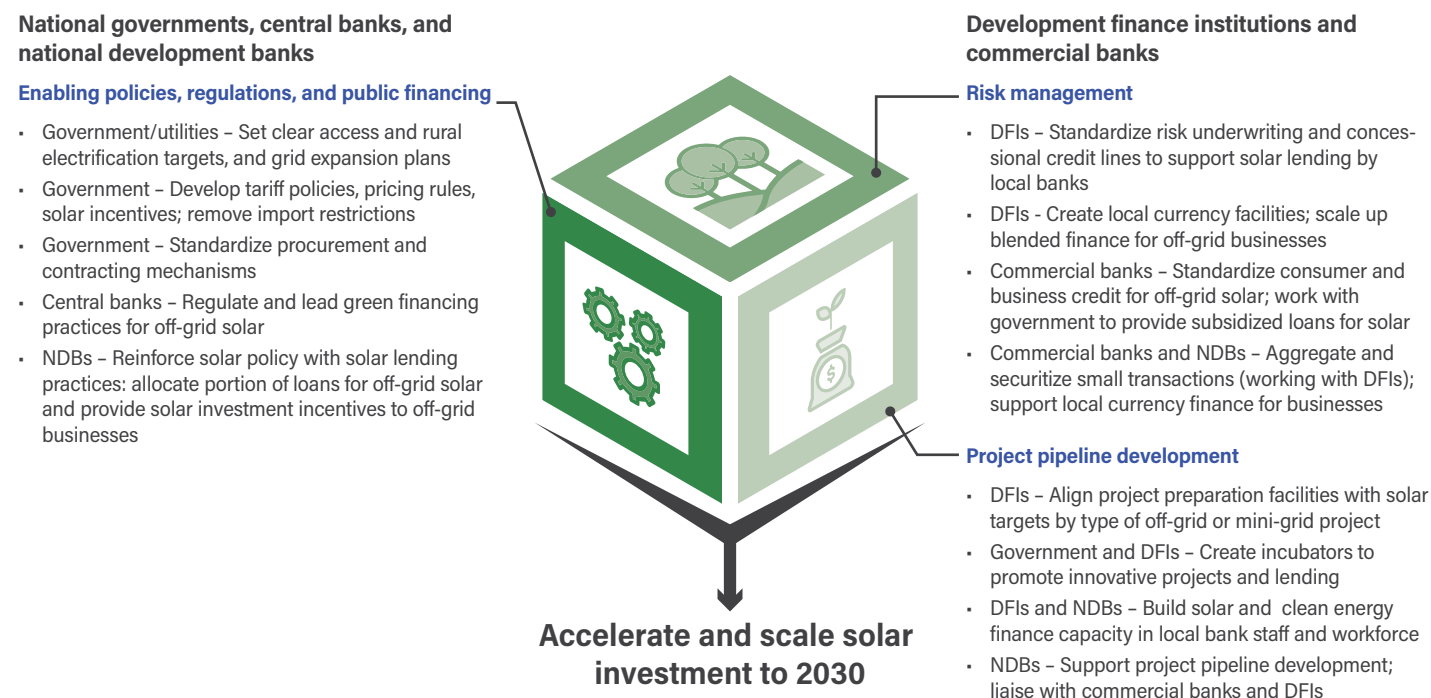 National governments, central banks, and
national development banks
Enabling policies, regulations, and public financing
• Government/utilities – Set clear access and rural
electrification targets, and grid expansion plans
• Government – Develop tariff policies, pricing rules,
solar incentives; remove import restrictions
• Government – Standardize procurement and
contracting mechanisms
• Central banks – Regulate and lead green financing
practices for off-grid solar
• NDBs – Reinforce solar policy with solar lending
practices: allocate portion of loans for off-grid solar
and provide solar investment incentives to off-grid
businesses
$
Accelerate and scale solar
investment to 2030
Development finance institutions and
commercial banks
Risk management
• DFIs – Standardize risk underwriting and conces-
sional credit lines to support solar lending by
local banks
• DFIs - Create local currency facilities; scale up
blended finance for off-grid businesses
• Commercial banks – Standardize consumer and
business credit for off-grid solar; work with
government to provide subsidized loans for solar
• Commercial banks and NDBs – Aggregate and
securitize small transactions (working with DFIs);
support local currency finance for businesses
Project pipeline development
• DFIs – Align project preparation facilities with solar
targets by type of off-grid or mini-grid project
• Government and DFIs – Create incubators to
promote innovative projects and lending
• DFIs and NDBs – Build solar and  clean energy
finance capacity in local bank staff and workforce
• NDBs – Support project pipeline development;
liaise with commercial banks and DFIs